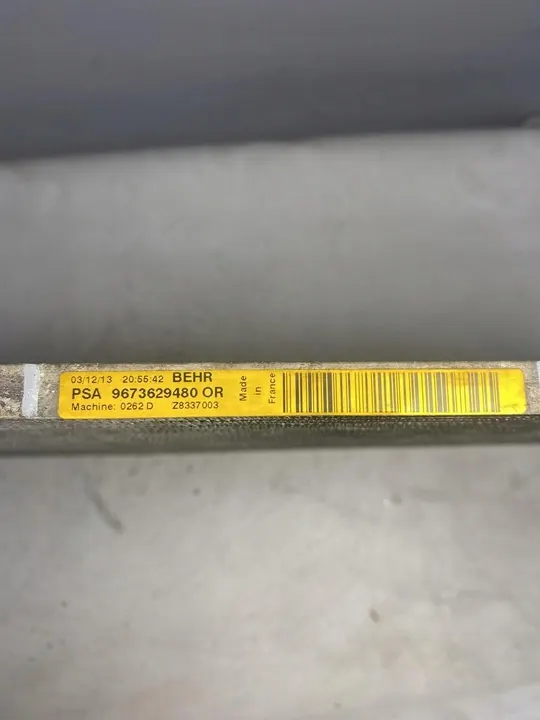 03/12/13 20:55:42 BEHR
PSA 9673629480 OR
Machine: 0262 D Z8337003
Made
in
France